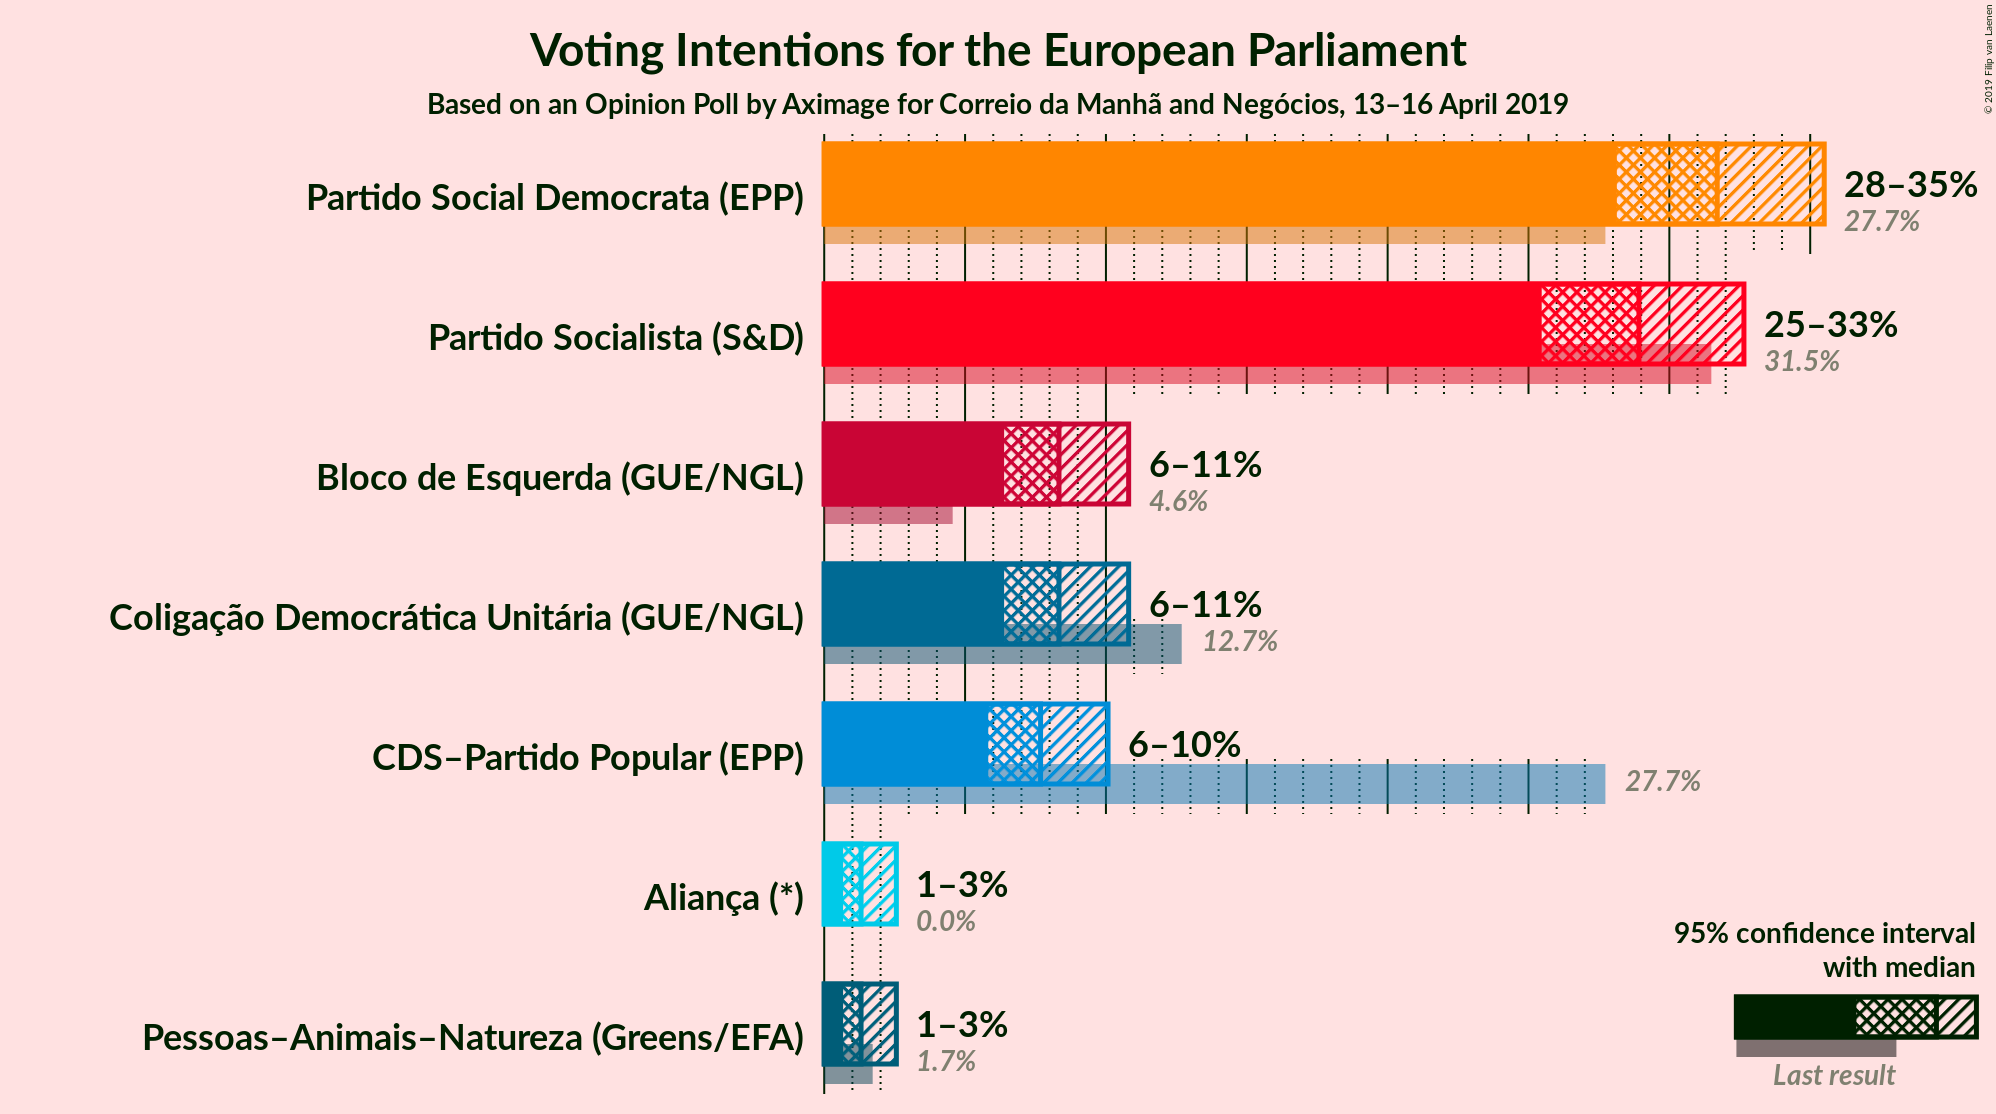 Voting Intentions for the European Parliament
Based on an Opinion Poll by Aximage for Correio da Manhã and Negócios, 13–16 April 2019
© 2019 Filip van Laenen
Partido Social Democrata (EPP)
28–35%
27.7%
Partido Socialista (S&D)
25–33%
31.5%
Bloco de Esquerda (GUE/NGL)
6–11%
4.6%
Coligação Democrática Unitária (GUE/NGL)
6–11%
12.7%
CDS–Partido Popular (EPP)
6–10%
27.7%
Aliança (*)
1–3%
0.0%
Pessoas–Animais–Natureza (Greens/EFA)
1–3%
1.7%
95% confidence interval
with median
Last result